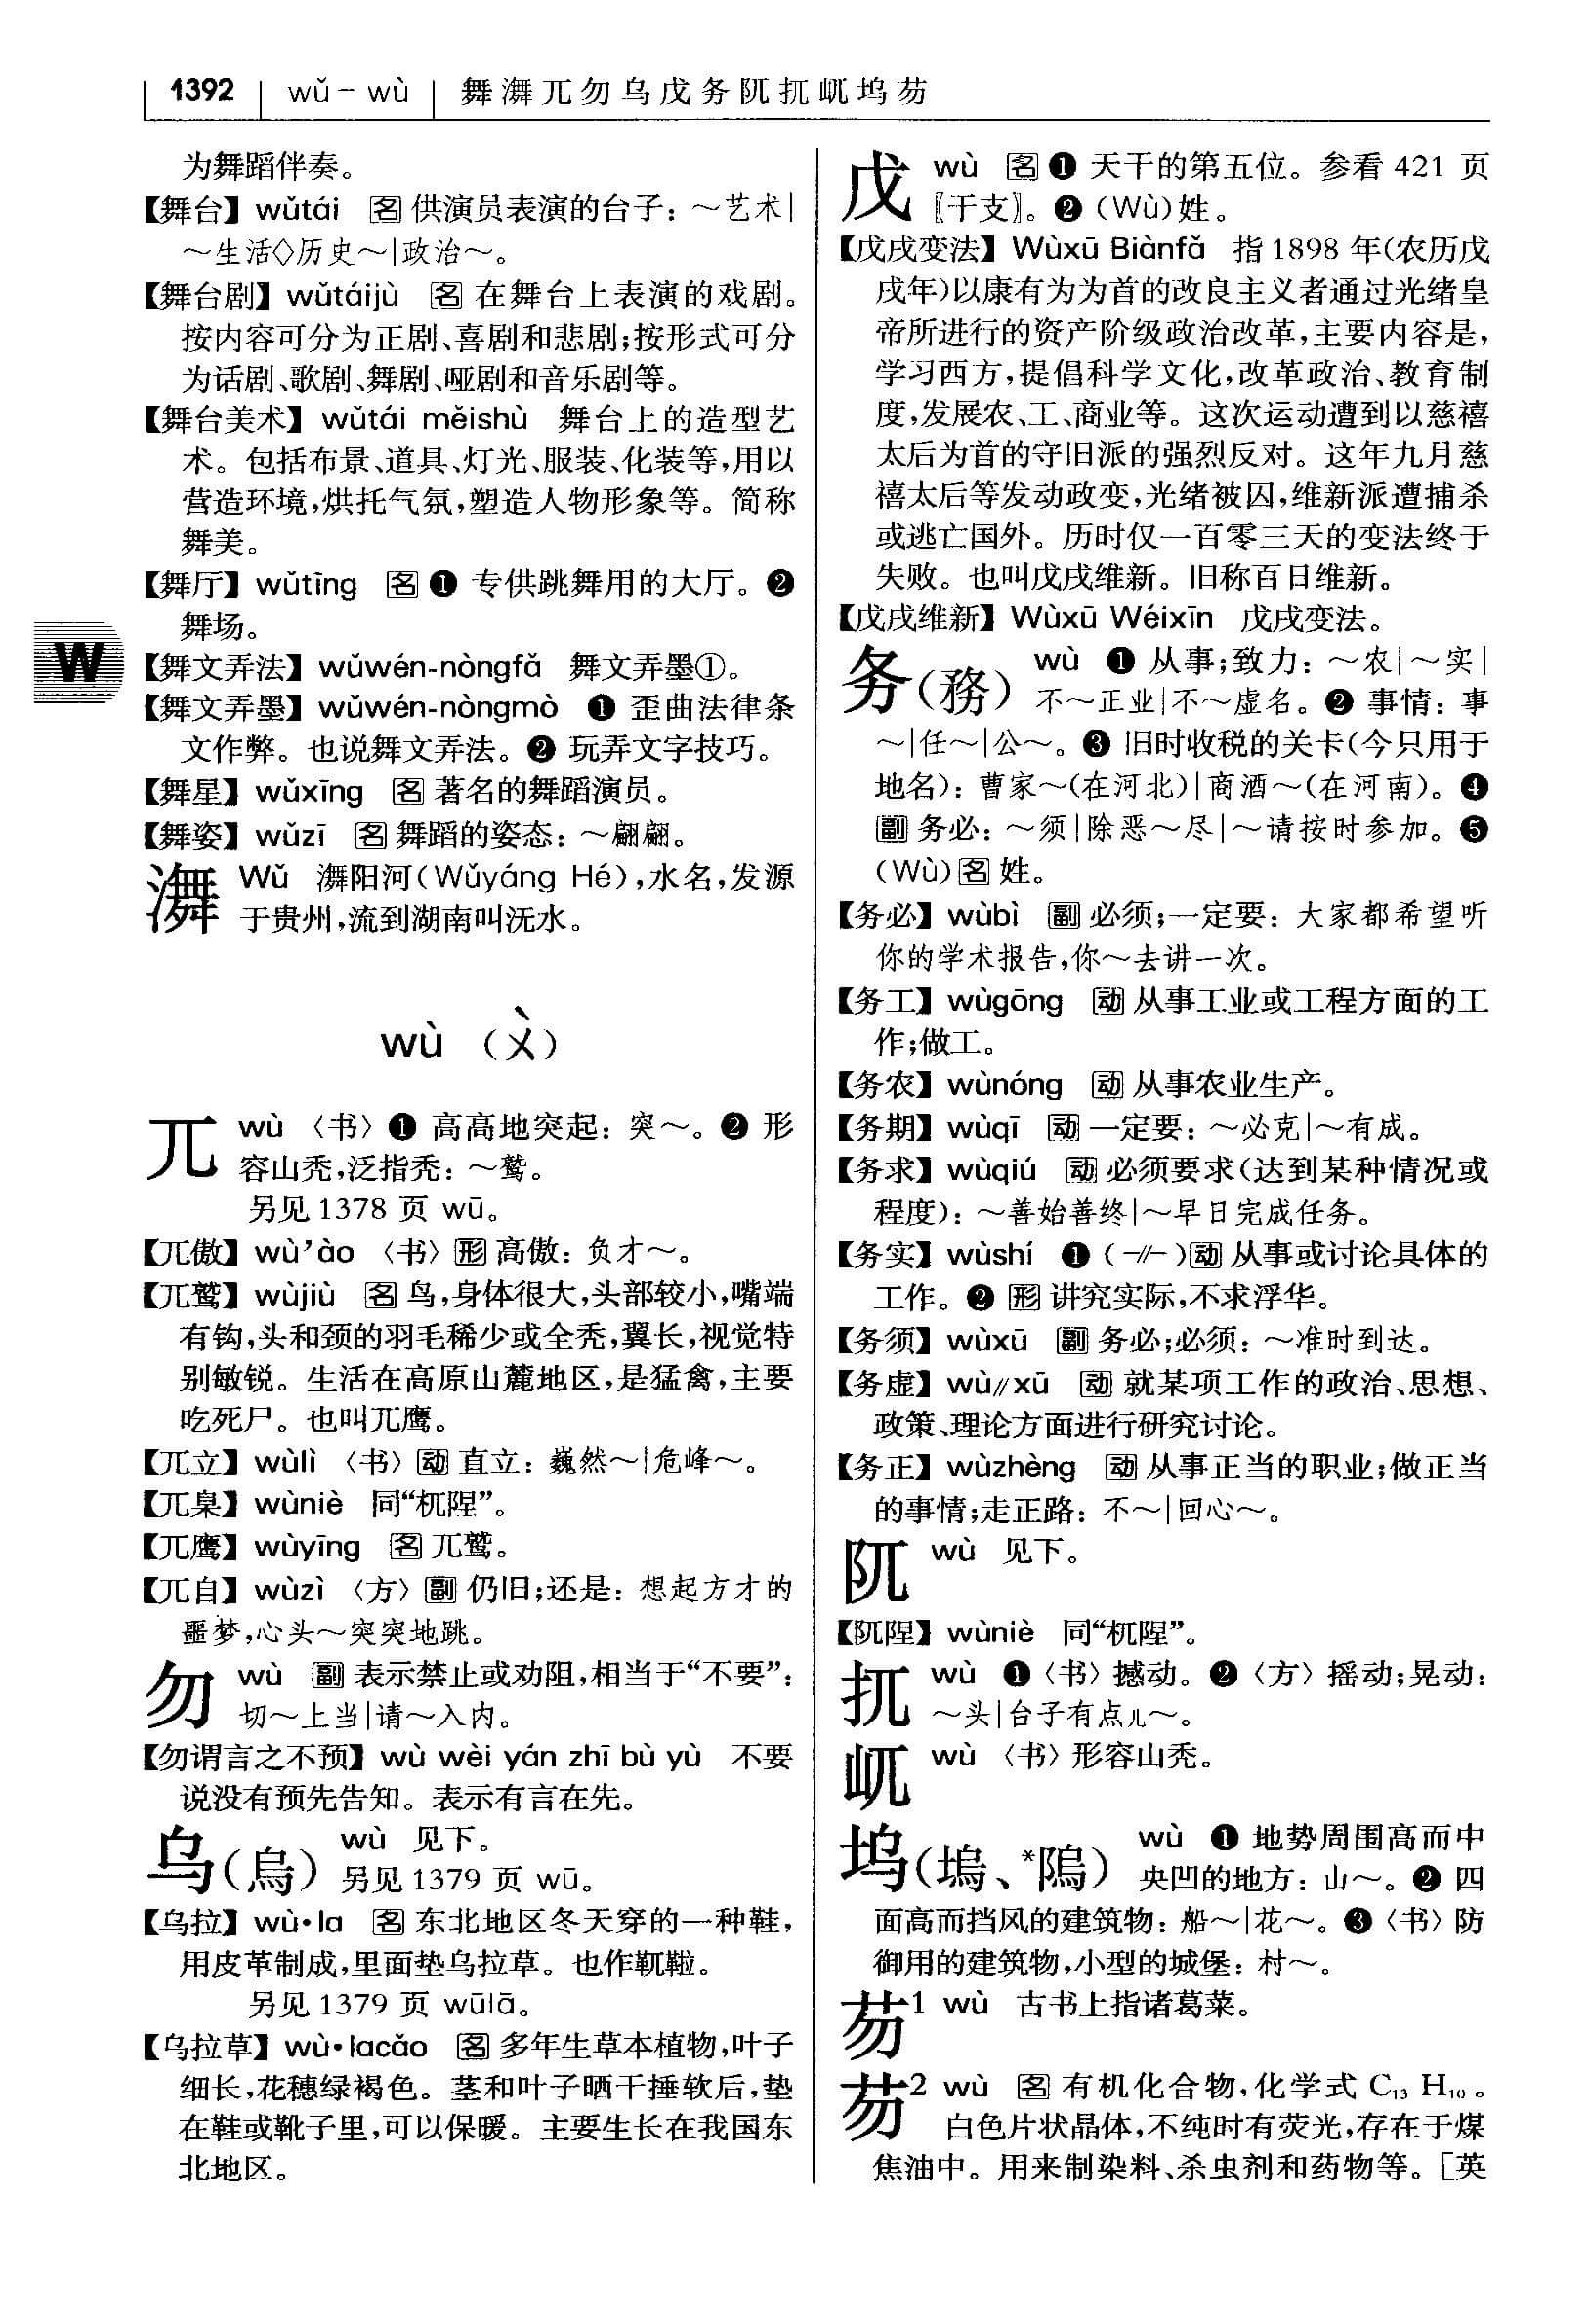 1392 wǔ－wù 舞𣲘兀勿乌戊务阢扤屼坞芴
为舞蹈伴奏。
【舞台】wǔtái 名 供演员表演的台子：～艺术|
～生活◇历史～|政治～。
【舞台剧】wǔtáijù 名 在舞台上表演的戏剧。
按内容可分为正剧、喜剧和悲剧;按形式可分
为话剧、歌剧、舞剧、哑剧和音乐剧等。
【舞台美术】wǔtái měishù 舞台上的造型艺
术。包括布景、道具、灯光、服装、化装等,用以
营造环境,烘托气氛,塑造人物形象等。简称
舞美。
【舞厅】wǔtīng 名 ❶ 专供跳舞用的大厅。❷
舞场。
【舞文弄法】wǔwén-nòngfǎ 舞文弄墨①。
【舞文弄墨】wǔwén-nòngmò ❶ 歪曲法律条
文作弊。也说舞文弄法。❷ 玩弄文字技巧。
【舞星】wǔxīng 名 著名的舞蹈演员。
【舞姿】wǔzī 名 舞蹈的姿态：～翩翩。
㵲 Wǔ 㵲阳河(Wǔyáng Hé),水名,发源
于贵州,流到湖南叫沅水。
W
wù （ㄨˋ）
兀 wù 〈书〉❶ 高高地突起：突～。❷ 形
容山秃,泛指秃：～鹫。
另见 1378 页 wū。
【兀傲】wù’ào 〈书〉形 高傲：负才～。
【兀鹫】wùjiù 名 鸟,身体很大,头部较小,嘴端
有钩,头和颈的羽毛稀少或全秃,翼长,视觉特
别敏锐。生活在高原山麓地区,是猛禽,主要
吃死尸。也叫兀鹰。
【兀立】wùlì 〈书〉动 直立：巍然～|危峰～。
【兀臬】wùniè 同“杌陧”。
【兀鹰】wùyīng 名 兀鹫。
【兀自】wùzì 〈方〉副 仍旧;还是：想起方才的
噩梦,心头～突突地跳。
勿 wù 副 表示禁止或劝阻,相当于“不要”：
切～上当|请～入内。
【勿谓言之不预】wù wèi yán zhī bù yù 不要
说没有预先告知。表示有言在先。
乌(烏) wù 见下。
另见 1379 页 wū。
【乌拉】wù•la 名 东北地区冬天穿的一种鞋,
用皮革制成,里面垫乌拉草。也作靰鞡。
另见 1379 页 wūlā。
【乌拉草】wù•lacǎo 名 多年生草本植物,叶子
细长,花穗绿褐色。茎和叶子晒干捶软后,垫
在鞋或靴子里,可以保暖。主要生长在我国东
北地区。
戊 wù 名 ❶ 天干的第五位。参看 421 页
〖干支〗。❷ (Wù)姓。
【戊戌变法】Wùxū Biànfǎ 指 1898 年(农历戊
戌年)以康有为为首的改良主义者通过光绪皇
帝所进行的资产阶级政治改革,主要内容是,
学习西方,提倡科学文化,改革政治、教育制
度,发展农、工、商业等。这次运动遭到以慈禧
太后为首的守旧派的强烈反对。这年九月慈
禧太后等发动政变,光绪被囚,维新派遭捕杀
或逃亡国外。历时仅一百零三天的变法终于
失败。也叫戊戌维新。旧称百日维新。
【戊戌维新】Wùxū Wéixīn 戊戌变法。
务(務) wù ❶ 从事;致力：～农|～实|
不～正业|不～虚名。❷ 事情：事
～|任～|公～。❸ 旧时收税的关卡(今只用于
地名)：曹家～(在河北)|商酒～(在河南)。❹
副 务必：～须|除恶～尽|～请按时参加。❺
(Wù)名 姓。
【务必】wùbì 副 必须;一定要：大家都希望听
你的学术报告,你～去讲一次。
【务工】wùgōng 动 从事工业或工程方面的工
作;做工。
【务农】wùnóng 动 从事农业生产。
【务期】wùqī 动 一定要：～必克|～有成。
【务求】wùqiú 动 必须要求(达到某种情况或
程度)：～善始善终|～早日完成任务。
【务实】wùshí ❶ (-//-)动 从事或讨论具体的
工作。❷ 形 讲究实际,不求浮华。
【务须】wùxū 副 务必;必须：～准时到达。
【务虚】wù//xū 动 就某项工作的政治、思想、
政策、理论方面进行研究讨论。
【务正】wùzhèng 动 从事正当的职业;做正当
的事情;走正路：不～|回心～。
阢 wù 见下。
【阢陧】wùniè 同“杌陧”。
扤 wù ❶〈书〉撼动。❷〈方〉摇动;晃动：
～头|台子有点儿～。
屼 wù 〈书〉形容山秃。
坞(塢、*隖) wù ❶ 地势周围高而中
央凹的地方：山～。❷ 四
面高而挡风的建筑物：船～|花～。❸〈书〉防
御用的建筑物,小型的城堡：村～。
芴1 wù 古书上指诸葛菜。
芴2 wù 名 有机化合物,化学式 C₁₃ H₁₀。
白色片状晶体,不纯时有荧光,存在于煤
焦油中。用来制染料、杀虫剂和药物等。[英